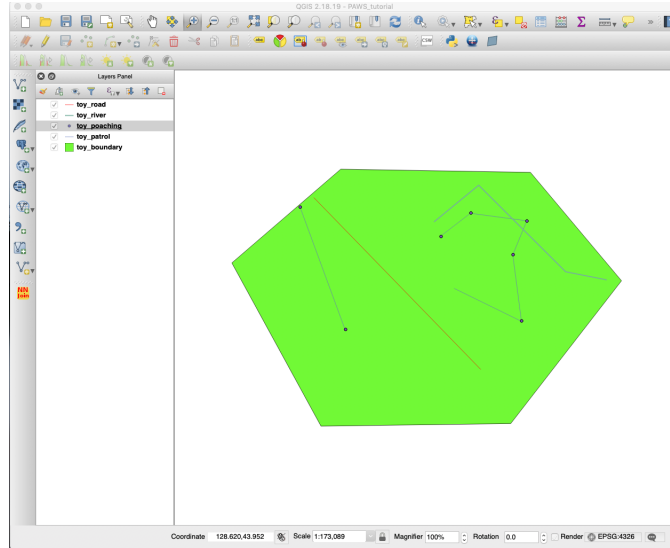 QGIS 2.18.19 - PAWS_tutorial
Layers Panel
toy_road
toy_river
toy_poaching
toy_patrol
toy_boundary
NN
Join
CSW
Coordinate 128.620,43.952 Scale 1:173,089 Magnifier 100% Rotation 0.0 Render EPSG:4326